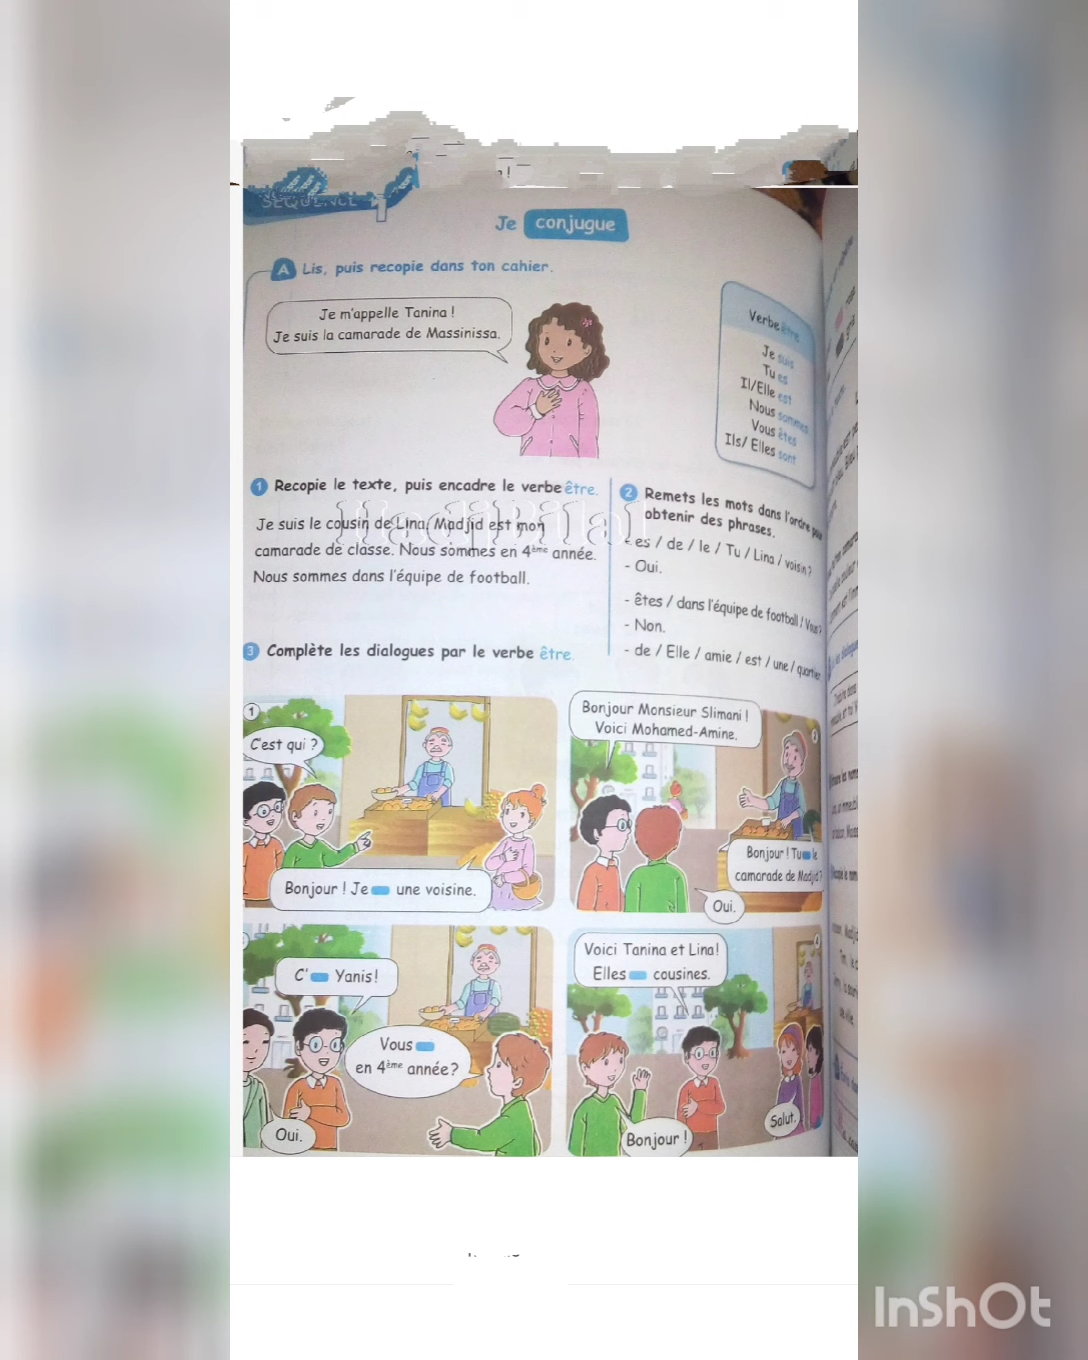 SÉQUENCE 1
Je conjugue
A Lis, puis recopie dans ton cahier.
Je m'appelle Tanina !
Je suis la camarade de Massinissa.
Verbe être
Je suis
Tu es
Il/Elle est
Nous sommes
Vous êtes
Ils/ Elles sont
1 Recopie le texte, puis encadre le verbe être.
Je suis le cousin de Lina. Madjid est mon
camarade de classe. Nous sommes en 4ème année.
Nous sommes dans l'équipe de football.
HadjBilal
2 Remets les mots dans l'ordre pour
obtenir des phrases.
- es / de / le / Tu / Lina / voisin ?
- Oui.
- êtes / dans l'équipe de football / Vous ?
- Non.
- de / Elle / amie / est / une / quartier
3 Complète les dialogues par le verbe être.
1
C'est qui ?
Bonjour ! Je une voisine.
2
Bonjour Monsieur Slimani !
Voici Mohamed-Amine.
Bonjour ! Tu le
camarade de Madjid ?
Oui.
C' Yanis !
Vous
en 4ème année?
Oui.
4
Voici Tanina et Lina!
Elles cousines.
Salut.
Bonjour !
InShOt